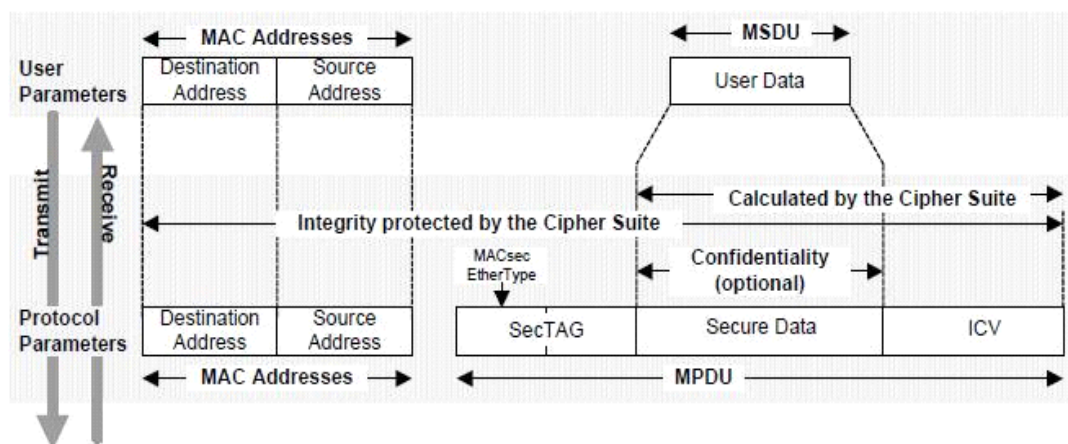 MAC Addresses
MSDU
User
Parameters
Destination
Address
Source
Address
User Data
Transmit
Receive
Calculated by the Cipher Suite
Integrity protected by the Cipher Suite
MACsec
EtherType
Confidentiality
(optional)
Protocol
Parameters
Destination
Address
Source
Address
SecTAG
Secure Data
ICV
MAC Addresses
MPDU